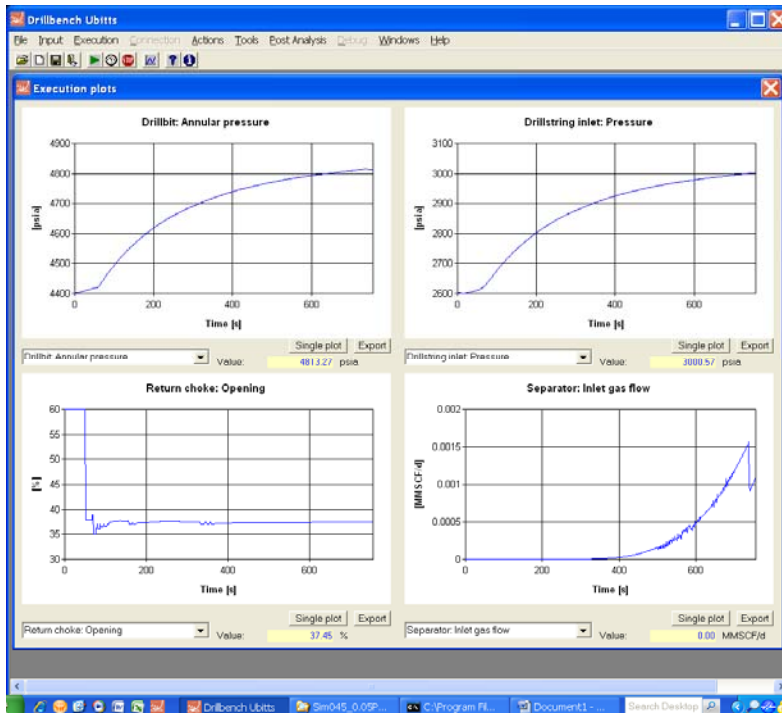 Drillbench Ubitts
File Input Execution Connection Actions Tools Post Analysis Debug Windows Help
Execution plots
Drillbit: Annular pressure
4900
4800
4700
4600
4500
4400
[psia]
0 200 400 600
Time [s]
Single plot Export
Drillbit: Annular pressure Value: 4813.27 psia
Drillstring inlet: Pressure
3100
3000
2900
2800
2700
2600
[psia]
0 200 400 600
Time [s]
Single plot Export
Drillstring inlet: Pressure Value: 3000.57 psia
Return choke: Opening
60
55
50
45
40
35
30
[%]
0 200 400 600
Time [s]
Single plot Export
Return choke: Opening Value: 37.45 %
Separator: Inlet gas flow
0.002
0.0015
0.001
0.0005
0
[MMSCF/d]
0 200 400 600
Time [s]
Single plot Export
Separator: Inlet gas flow Value: 0.00 MMSCF/d
Drillbench Ubitts Sim045_0.05P... C:\Program Fil... Document1 - ... Search Desktop